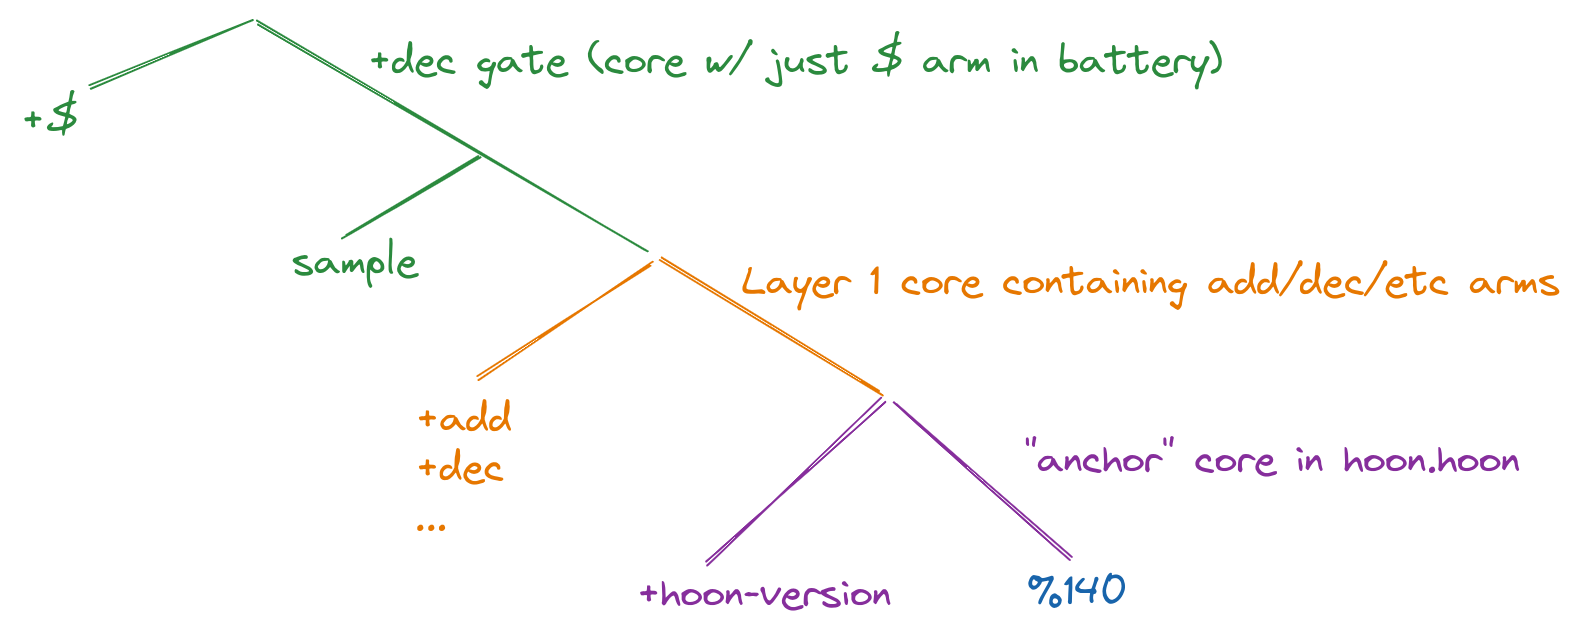 +dec gate (core w/ just $ arm in battery)
+$
sample
Layer 1 core containing add/dec/etc arms
+add
+dec
...
"anchor" core in hoon.hoon
+hoon-version
%140